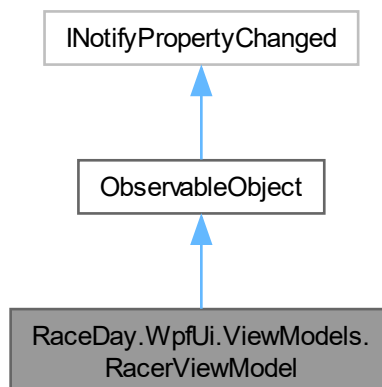 INotifyPropertyChanged
ObservableObject
RaceDay.WpfUi.ViewModels.
RacerViewModel